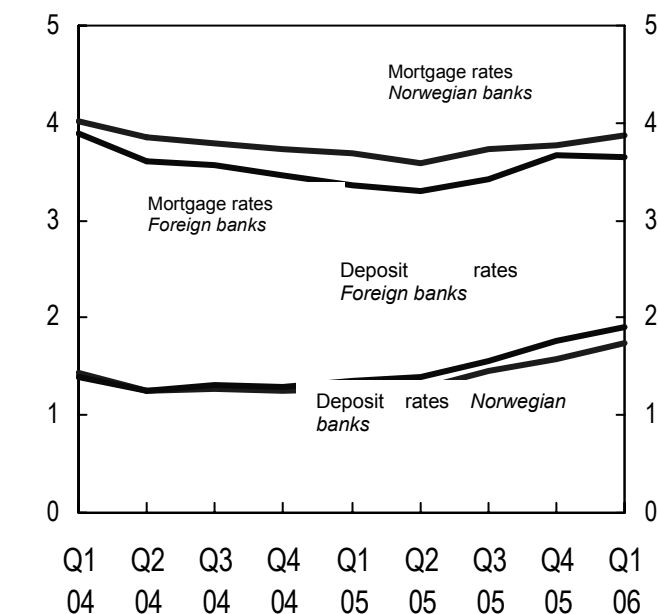 5 5
Mortgage rates
Norwegian banks
4 4
Mortgage rates
Foreign banks
3 3
Deposit rates
Foreign banks
2 2
Deposit rates Norwegian
banks
1 1
0 0
Q1 Q2 Q3 Q4 Q1 Q2 Q3 Q4 Q1
04 04 04 04 05 05 05 05 06